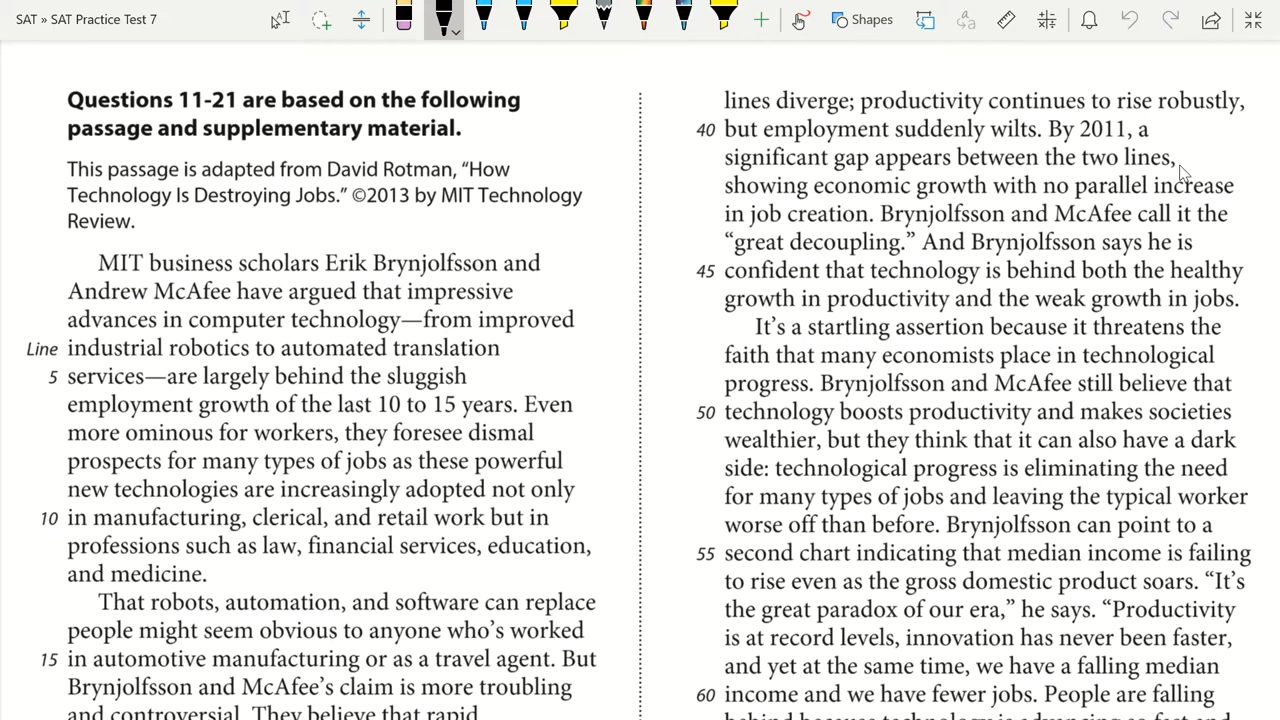 SAT » SAT Practice Test 7
Shapes
Questions 11-21 are based on the following
passage and supplementary material.
This passage is adapted from David Rotman, “How
Technology Is Destroying Jobs.” ©2013 by MIT Technology
Review.
MIT business scholars Erik Brynjolfsson and
Andrew McAfee have argued that impressive
advances in computer technology—from improved
Line industrial robotics to automated translation
5 services—are largely behind the sluggish
employment growth of the last 10 to 15 years. Even
more ominous for workers, they foresee dismal
prospects for many types of jobs as these powerful
new technologies are increasingly adopted not only
10 in manufacturing, clerical, and retail work but in
professions such as law, financial services, education,
and medicine.
That robots, automation, and software can replace
people might seem obvious to anyone who’s worked
15 in automotive manufacturing or as a travel agent. But
Brynjolfsson and McAfee’s claim is more troubling
and controversial. They believe that rapid
lines diverge; productivity continues to rise robustly,
40 but employment suddenly wilts. By 2011, a
significant gap appears between the two lines,
showing economic growth with no parallel increase
in job creation. Brynjolfsson and McAfee call it the
“great decoupling.” And Brynjolfsson says he is
45 confident that technology is behind both the healthy
growth in productivity and the weak growth in jobs.
It’s a startling assertion because it threatens the
faith that many economists place in technological
progress. Brynjolfsson and McAfee still believe that
50 technology boosts productivity and makes societies
wealthier, but they think that it can also have a dark
side: technological progress is eliminating the need
for many types of jobs and leaving the typical worker
worse off than before. Brynjolfsson can point to a
55 second chart indicating that median income is failing
to rise even as the gross domestic product soars. “It’s
the great paradox of our era,” he says. “Productivity
is at record levels, innovation has never been faster,
and yet at the same time, we have a falling median
60 income and we have fewer jobs. People are falling
behind because technology is advancing so fast and